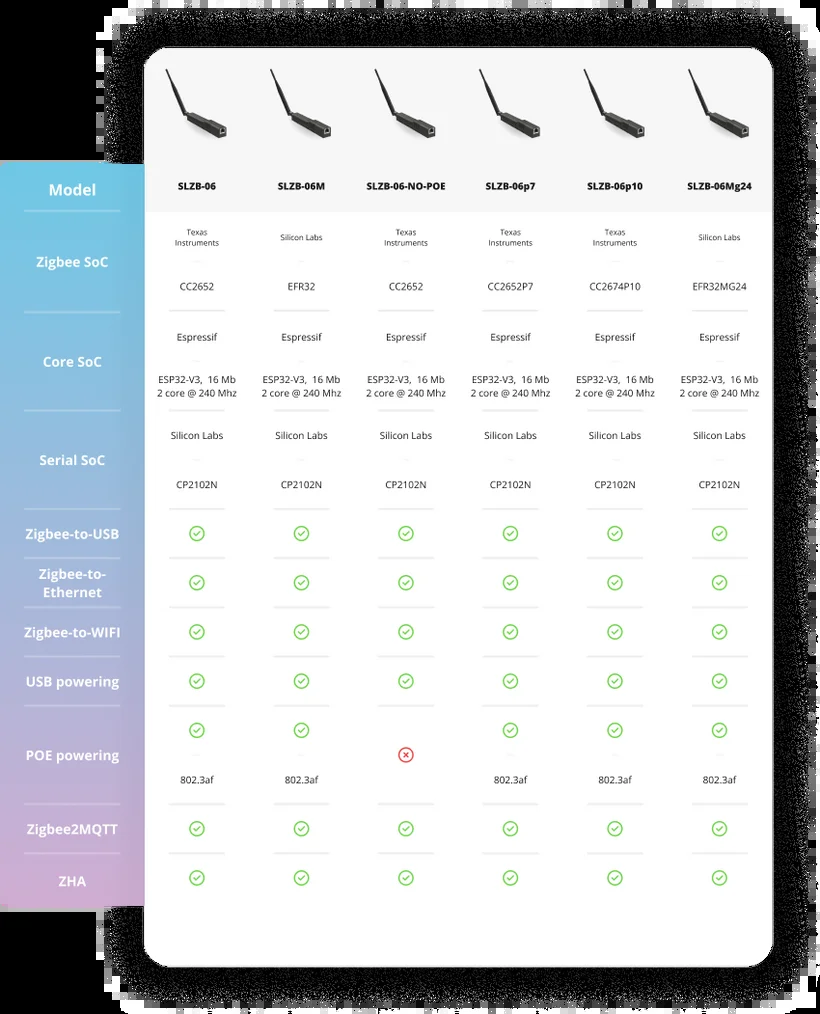 Model SLZB-06 SLZB-06M SLZB-06-NO-POE SLZB-06p7 SLZB-06p10 SLZB-06Mg24
Texas Texas Texas Texas
Instruments Silicon Labs Instruments Instruments Instruments Silicon Labs
Zigbee SoC
CC2652 EFR32 CC2652 CC2652P7 CC2674P10 EFR32MG24
Espressif Espressif Espressif Espressif Espressif Espressif
Core SoC
ESP32-V3, 16 Mb ESP32-V3, 16 Mb ESP32-V3, 16 Mb ESP32-V3, 16 Mb ESP32-V3, 16 Mb ESP32-V3, 16 Mb
2 core @ 240 Mhz 2 core @ 240 Mhz 2 core @ 240 Mhz 2 core @ 240 Mhz 2 core @ 240 Mhz 2 core @ 240 Mhz
Silicon Labs Silicon Labs Silicon Labs Silicon Labs Silicon Labs Silicon Labs
Serial SoC
CP2102N CP2102N CP2102N CP2102N CP2102N CP2102N
Zigbee-to-USB
Zigbee-to-
Ethernet
Zigbee-to-WIFI
USB powering
POE powering
802.3af 802.3af 802.3af 802.3af 802.3af
Zigbee2MQTT
ZHA